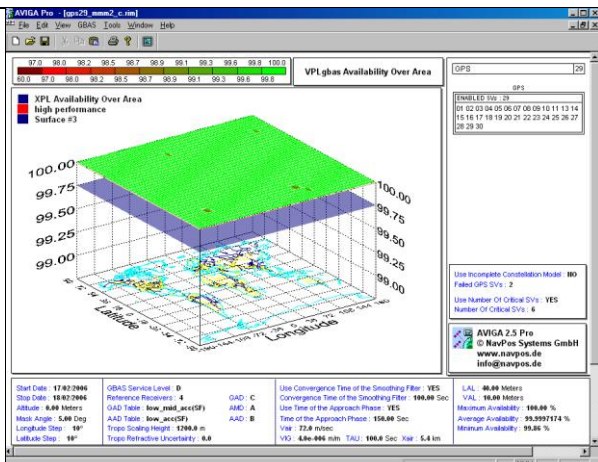 AVIGA Pro - [gps29_mmm2_c.rim]
File Edit View GBAS Tools Window Help
97.0 98.0 98.2 98.5 98.7 98.9 99.1 99.3 99.6 99.8 100.0
60.0 97.0 98.0 98.2 98.5 98.7 98.9 99.1 99.3 99.6 99.8
VPLgbas Availability Over Area
GPS 29
XPL Availability Over Area
high performance
Surface #3
GPS
ENABLED SVs : 29
01 02 03 04 05 06 07 08 09 10 11 13 14
15 16 17 18 19 20 21 22 23 24 25 26 27
28 29 30
100.00
99.75
99.50
99.25
99.00
100.00
99.75
99.50
99.25
99.00
Latitude
Longitude
Use Incomplete Constellation Model : NO
Failed GPS SVs : 2
Use Number Of Critical SVs : YES
Number Of Critical SVs : 6
AVIGA 2.5 Pro
© NavPos Systems GmbH
www.navpos.de
info@navpos.de
Start Date : 17/02/2006
Stop Date : 18/02/2006
Altitude : 0.00 Meters
Mask Angle : 5.00 Deg
Longitude Step : 10°
Latitude Step : 10°
GBAS Service Level : D
Reference Receivers : 4 GAD : C
GAD Table : low_mid_acc(SF) AMD : A
AAD Table : low_acc(SF) AAD : B
Tropo Scaling Height : 1200.0 m
Tropo Refractive Uncertainty : 0.0
Use Convergence Time of the Smoothing Filter : YES
Convergence Time of the Smoothing Filter : 100.00 Sec
Use Time of the Approach Phase : YES
Time of the Approach Phase : 150.00 Sec
Vair : 72.0 m/sec
VIG : 4.0e-006 m/m TAU : 100.0 Sec Xair : 5.4 km
LAL : 40.00 Meters
VAL : 10.00 Meters
Maximum Availability : 100.00 %
Average Availability : 99.9997174 %
Minimum Availability : 99.86 %